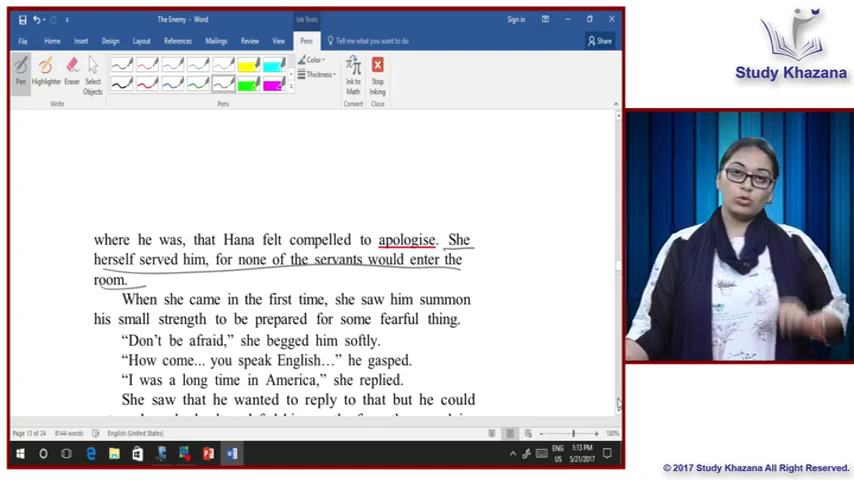 The Enemy - Word
Ink Tools
Sign in
File
Home
Insert
Design
Layout
References
Mailings
Review
View
Pens
Tell me what you want to do
Share
Pen
Highlighter
Eraser
Select
Objects
Color
Thickness
Ink to
Math
Stop
Inking
Write
Pens
Convert
Close
Study Khazana
where he was, that Hana felt compelled to apologise. She
herself served him, for none of the servants would enter the
room.
When she came in the first time, she saw him summon
his small strength to be prepared for some fearful thing.
“Don’t be afraid,” she begged him softly.
“How come... you speak English…” he gasped.
“I was a long time in America,” she replied.
She saw that he wanted to reply to that but he could
Page 13 of 24
8144 words
English (United States)
100%
ENG
US
1:13 PM
5/21/2017
© 2017 Study Khazana All Right Reserved.